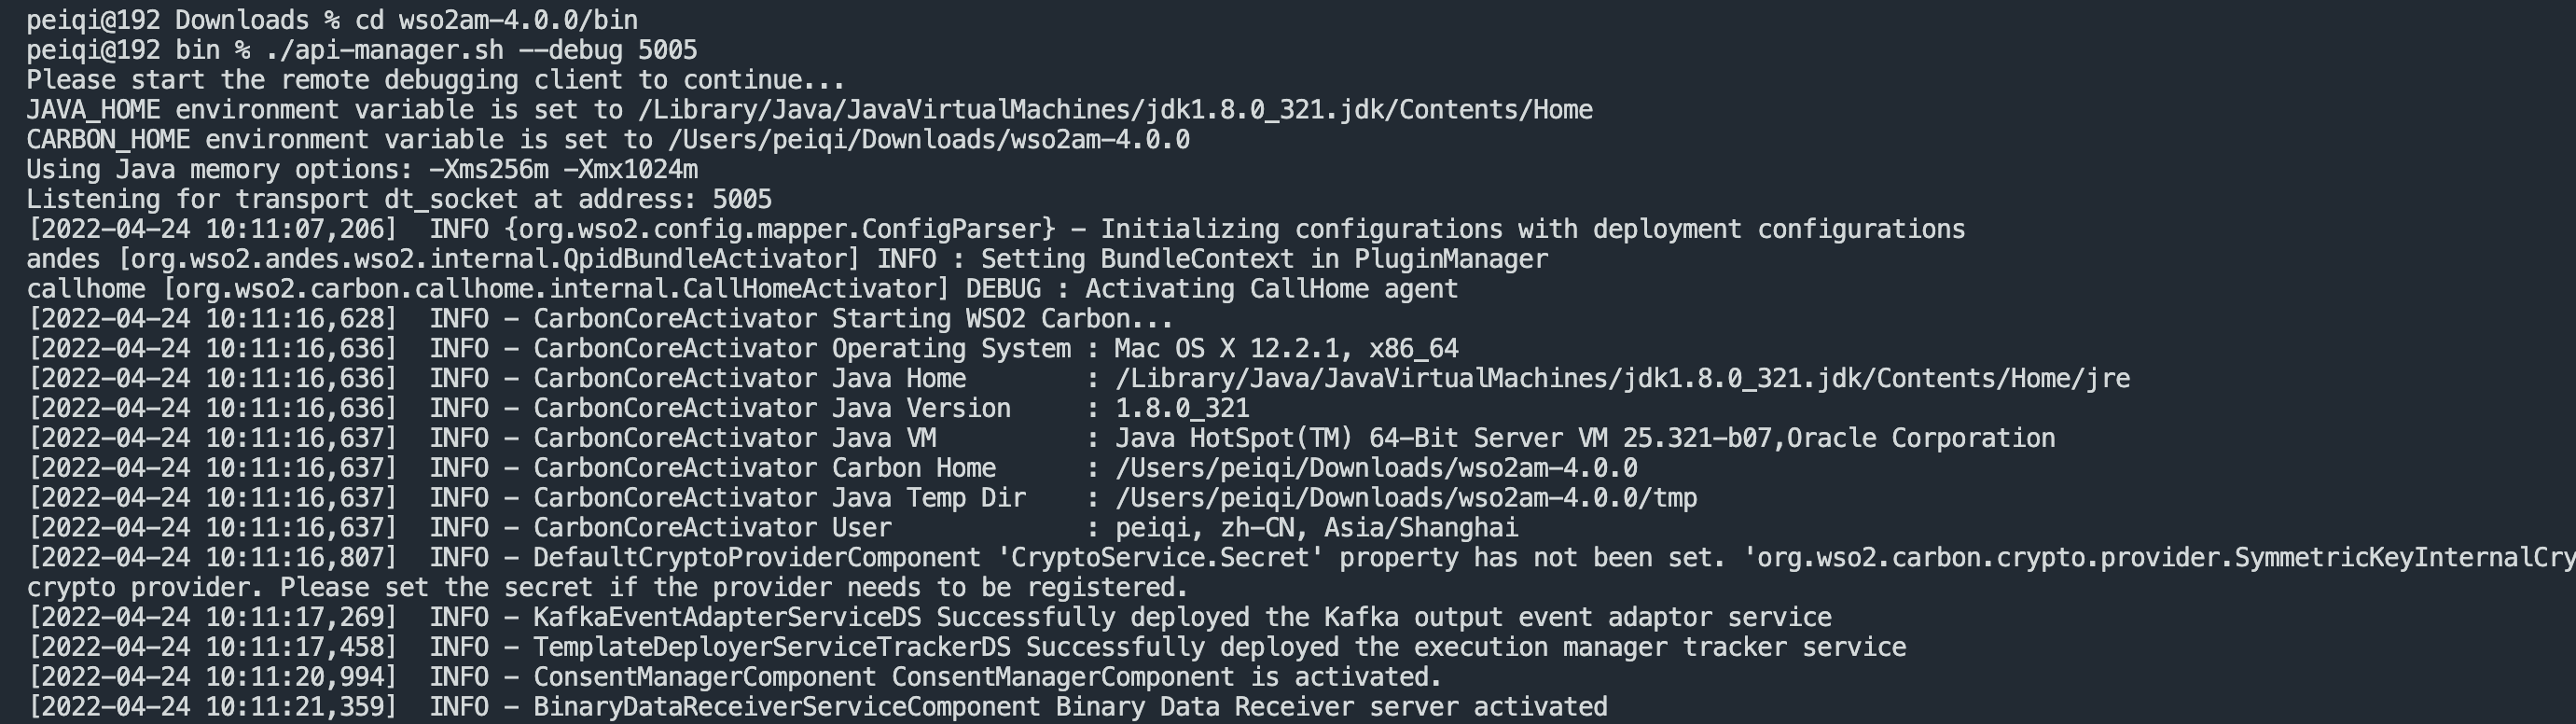 peiqi@192 Downloads % cd wso2am-4.0.0/bin
peiqi@192 bin % ./api-manager.sh --debug 5005
Please start the remote debugging client to continue...
JAVA_HOME environment variable is set to /Library/Java/JavaVirtualMachines/jdk1.8.0_321.jdk/Contents/Home
CARBON_HOME environment variable is set to /Users/peiqi/Downloads/wso2am-4.0.0
Using Java memory options: -Xms256m -Xmx1024m
Listening for transport dt_socket at address: 5005
[2022-04-24 10:11:07,206]  INFO {org.wso2.config.mapper.ConfigParser} - Initializing configurations with deployment configurations
andes [org.wso2.andes.wso2.internal.QpidBundleActivator] INFO : Setting BundleContext in PluginManager
callhome [org.wso2.carbon.callhome.internal.CallHomeActivator] DEBUG : Activating CallHome agent
[2022-04-24 10:11:16,628]  INFO - CarbonCoreActivator Starting WSO2 Carbon...
[2022-04-24 10:11:16,636]  INFO - CarbonCoreActivator Operating System : Mac OS X 12.2.1, x86_64
[2022-04-24 10:11:16,636]  INFO - CarbonCoreActivator Java Home        : /Library/Java/JavaVirtualMachines/jdk1.8.0_321.jdk/Contents/Home/jre
[2022-04-24 10:11:16,636]  INFO - CarbonCoreActivator Java Version     : 1.8.0_321
[2022-04-24 10:11:16,637]  INFO - CarbonCoreActivator Java VM          : Java HotSpot(TM) 64-Bit Server VM 25.321-b07,Oracle Corporation
[2022-04-24 10:11:16,637]  INFO - CarbonCoreActivator Carbon Home      : /Users/peiqi/Downloads/wso2am-4.0.0
[2022-04-24 10:11:16,637]  INFO - CarbonCoreActivator Java Temp Dir    : /Users/peiqi/Downloads/wso2am-4.0.0/tmp
[2022-04-24 10:11:16,637]  INFO - CarbonCoreActivator User             : peiqi, zh-CN, Asia/Shanghai
[2022-04-24 10:11:16,807]  INFO - DefaultCryptoProviderComponent 'CryptoService.Secret' property has not been set. 'org.wso2.carbon.crypto.provider.SymmetricKeyInternalCry
crypto provider. Please set the secret if the provider needs to be registered.
[2022-04-24 10:11:17,269]  INFO - KafkaEventAdapterServiceDS Successfully deployed the Kafka output event adaptor service
[2022-04-24 10:11:17,458]  INFO - TemplateDeployerServiceTrackerDS Successfully deployed the execution manager tracker service
[2022-04-24 10:11:20,994]  INFO - ConsentManagerComponent ConsentManagerComponent is activated.
[2022-04-24 10:11:21,359]  INFO - BinaryDataReceiverServiceComponent Binary Data Receiver server activated